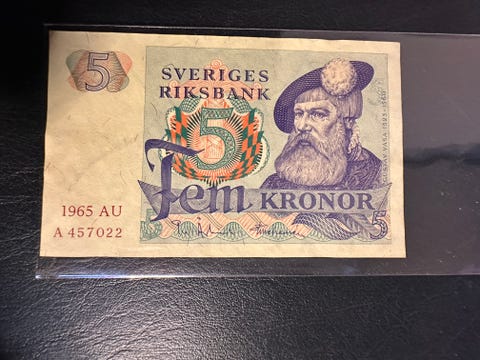 5
SVERIGES
RIKSBANK
5
Fem KRONOR
1965 AU
A 457022
5